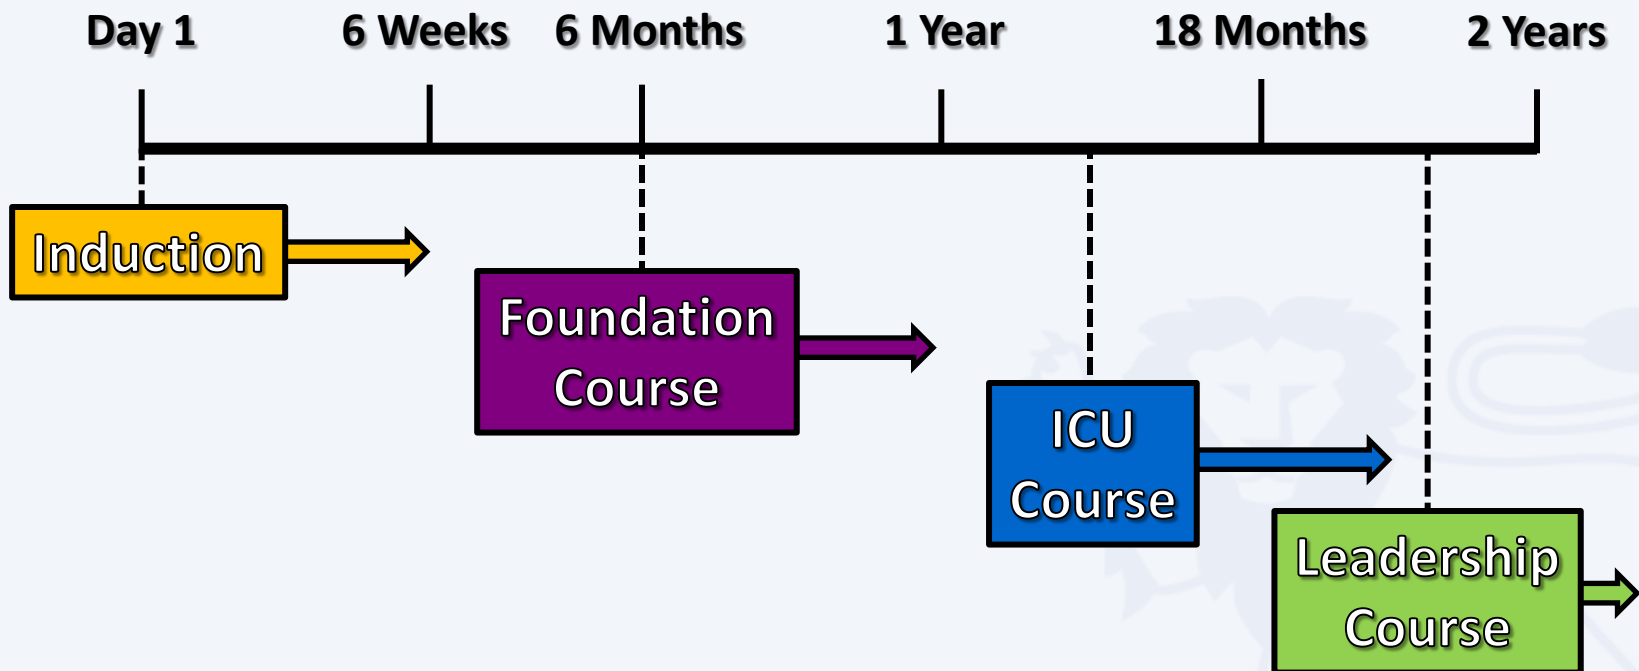 Day 1 6 Weeks 6 Months 1 Year 18 Months 2 Years
Induction
Foundation
Course
ICU
Course
Leadership
Course